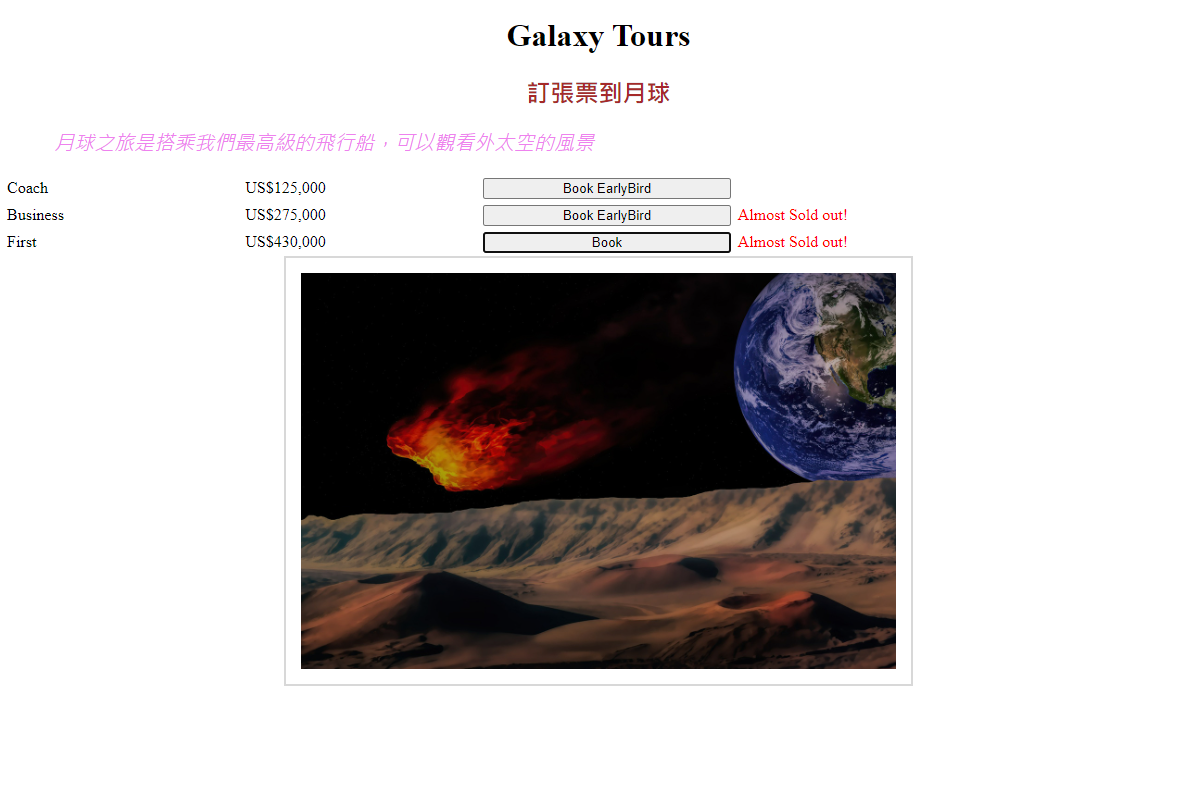 Galaxy Tours
訂張票到月球
月球之旅是搭乘我們最高級的飛行船，可以觀看外太空的風景
Coach US$125,000 Book EarlyBird
Business US$275,000 Book EarlyBird Almost Sold out!
First US$430,000 Book Almost Sold out!